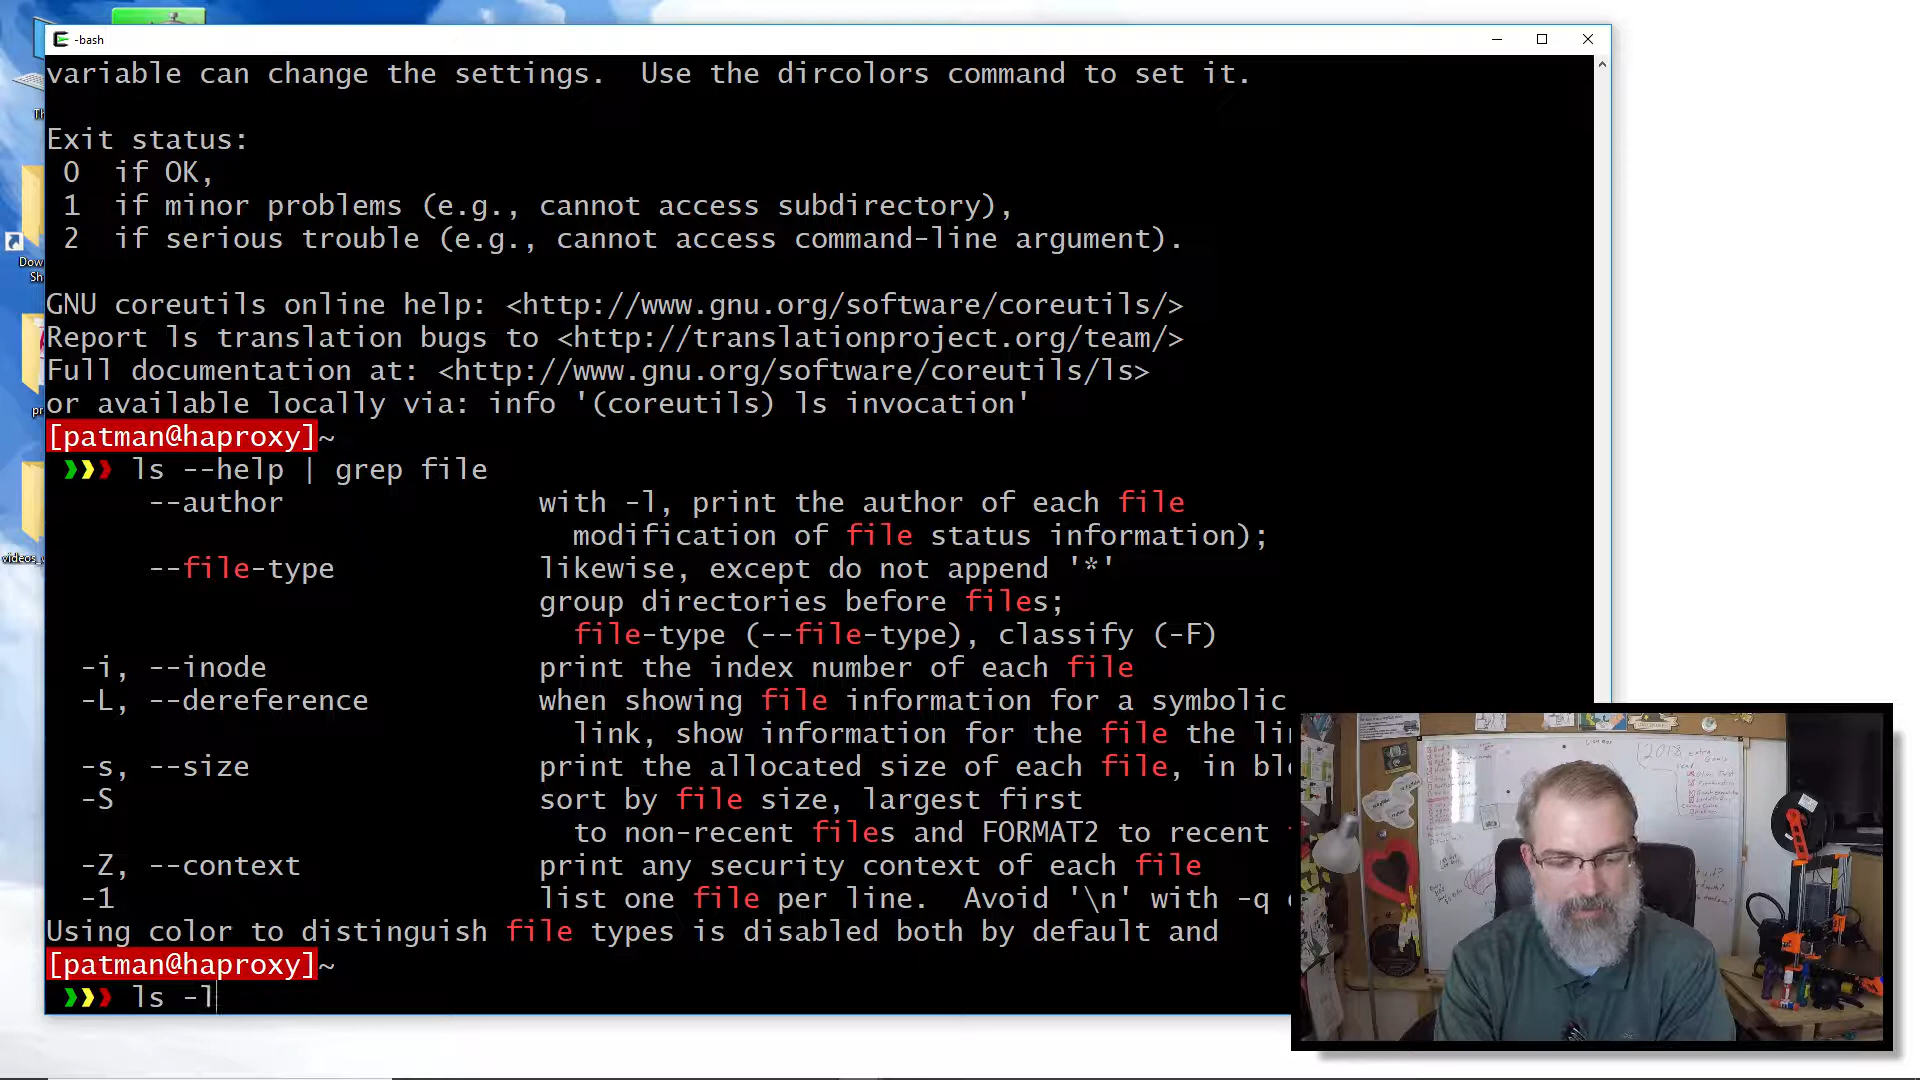 -bash
variable can change the settings.  Use the dircolors command to set it.
Exit status:
0  if OK,
1  if minor problems (e.g., cannot access subdirectory),
2  if serious trouble (e.g., cannot access command-line argument).
GNU coreutils online help: <http://www.gnu.org/software/coreutils/>
Report ls translation bugs to <http://translationproject.org/team/>
Full documentation at: <http://www.gnu.org/software/coreutils/ls>
or available locally via: info '(coreutils) ls invocation'
[patman@haproxy]~
❱❱❱ ls --help | grep file
--author with -l, print the author of each file
modification of file status information);
--file-type likewise, except do not append '*'
group directories before files;
file-type (--file-type), classify (-F)
-i, --inode print the index number of each file
-L, --dereference when showing file information for a symbolic
link, show information for the file the li
-s, --size print the allocated size of each file, in bl
-S sort by file size, largest first
to non-recent files and FORMAT2 to recent
-Z, --context print any security context of each file
-1 list one file per line.  Avoid '\n' with -q
Using color to distinguish file types is disabled both by default and
[patman@haproxy]~
❱❱❱ ls -l
Th
Dow
Sh
pr
videos_
2018